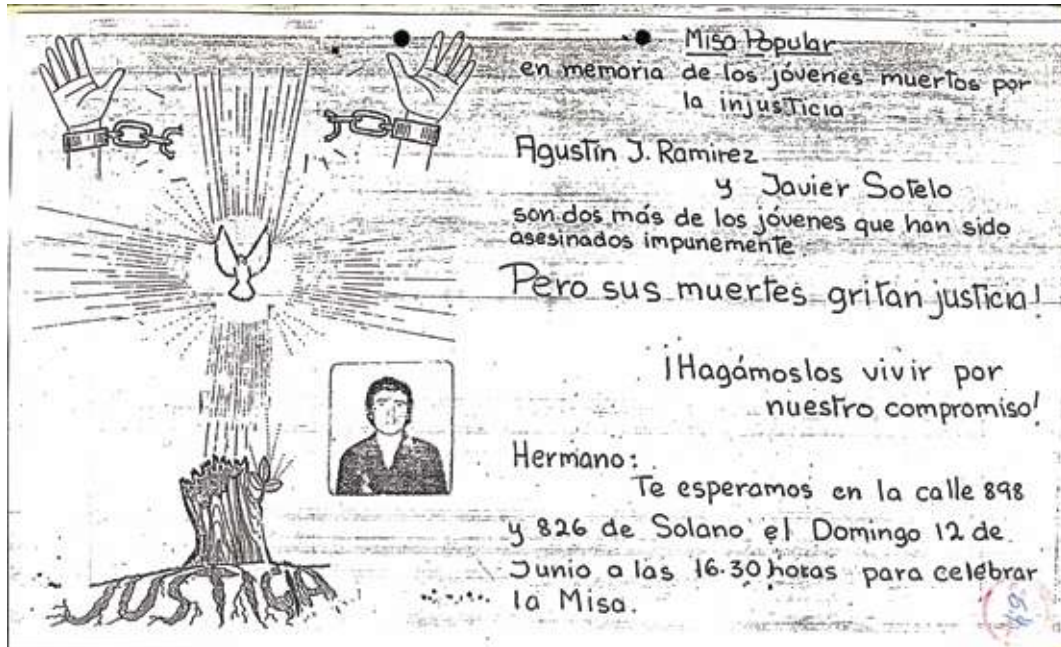 Misa Popular
en memoria de los jóvenes muertos por
la injusticia
Agustín J. Ramirez
y Javier Sotelo
son dos más de los jóvenes que han sido
asesinados impunemente
Pero sus muertes gritan justicia!
¡Hagámoslos vivir por
nuestro compromiso!
Hermano:
Te esperamos en la calle 898
y 826 de Solano el Domingo 12 de
Junio a las 16.30 horas para celebrar
la Misa.
JUSTICIA